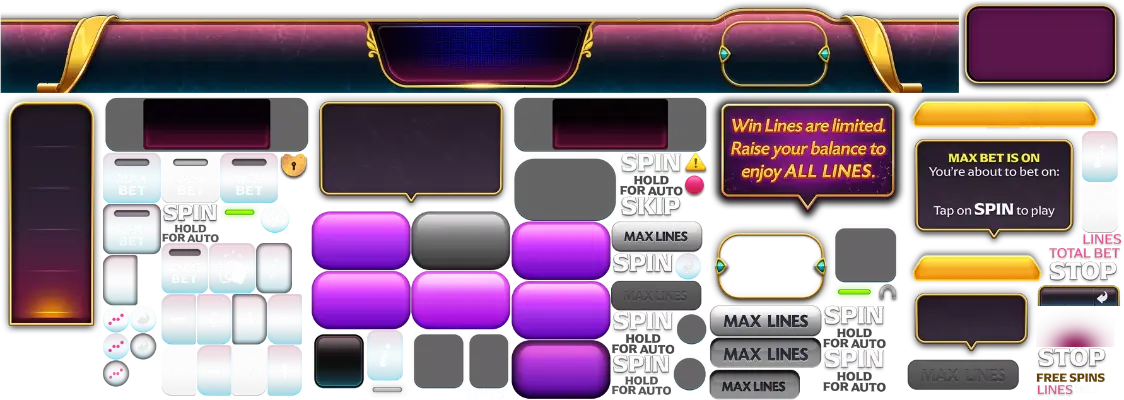 Win Lines are limited.
Raise your balance to
enjoy ALL LINES.
MAX BET IS ON
You're about to bet on:
Tap on SPIN to play
SPIN
HOLD
FOR AUTO
SKIP
BET
BET
BET
SPIN
HOLD
FOR AUTO
BET
MAX LINES
SPIN
MAX LINES
LINES
TOTAL BET
STOP
SPIN
HOLD
FOR AUTO
SPIN
HOLD
FOR AUTO
MAX LINES
SPIN
HOLD
FOR AUTO
MAX LINES
SPIN
HOLD
FOR AUTO
MAX LINES
STOP
FREE SPINS
LINES
MAX LINES